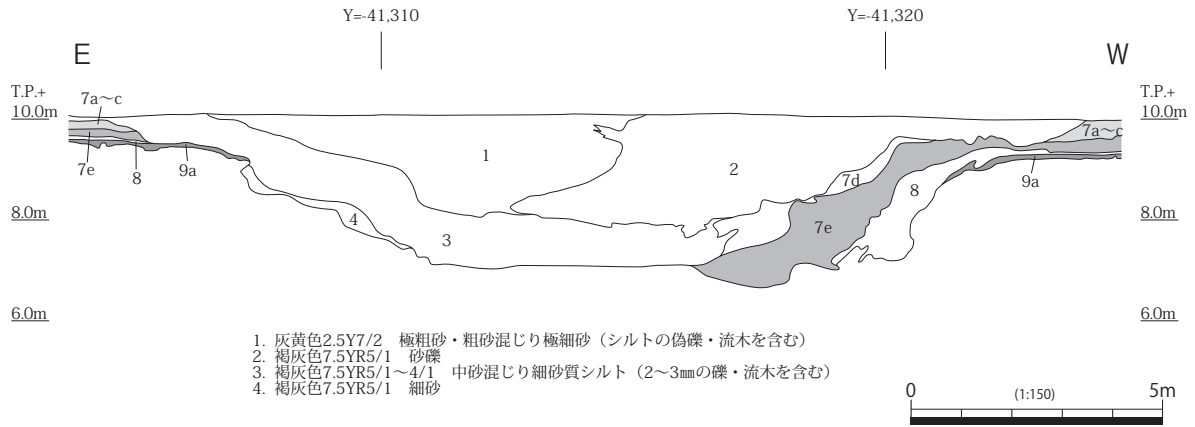 Y=-41,310
Y=-41,320
E
W
T.P.+
10.0m
T.P.+
10.0m
7a〜c
7a〜c
1
2
7d
7e
8
9a
8
9a
8.0m
8.0m
4
3
7e
6.0m
6.0m
1. 灰黄色2.5Y7/2 極粗砂・粗砂混じり極細砂（シルトの偽礫・流木を含む）
2. 褐灰色7.5YR5/1 砂礫
3. 褐灰色7.5YR5/1〜4/1 中砂混じり細砂質シルト（2〜3㎜の礫・流木を含む）
4. 褐灰色7.5YR5/1 細砂
0
(1:150)
5m